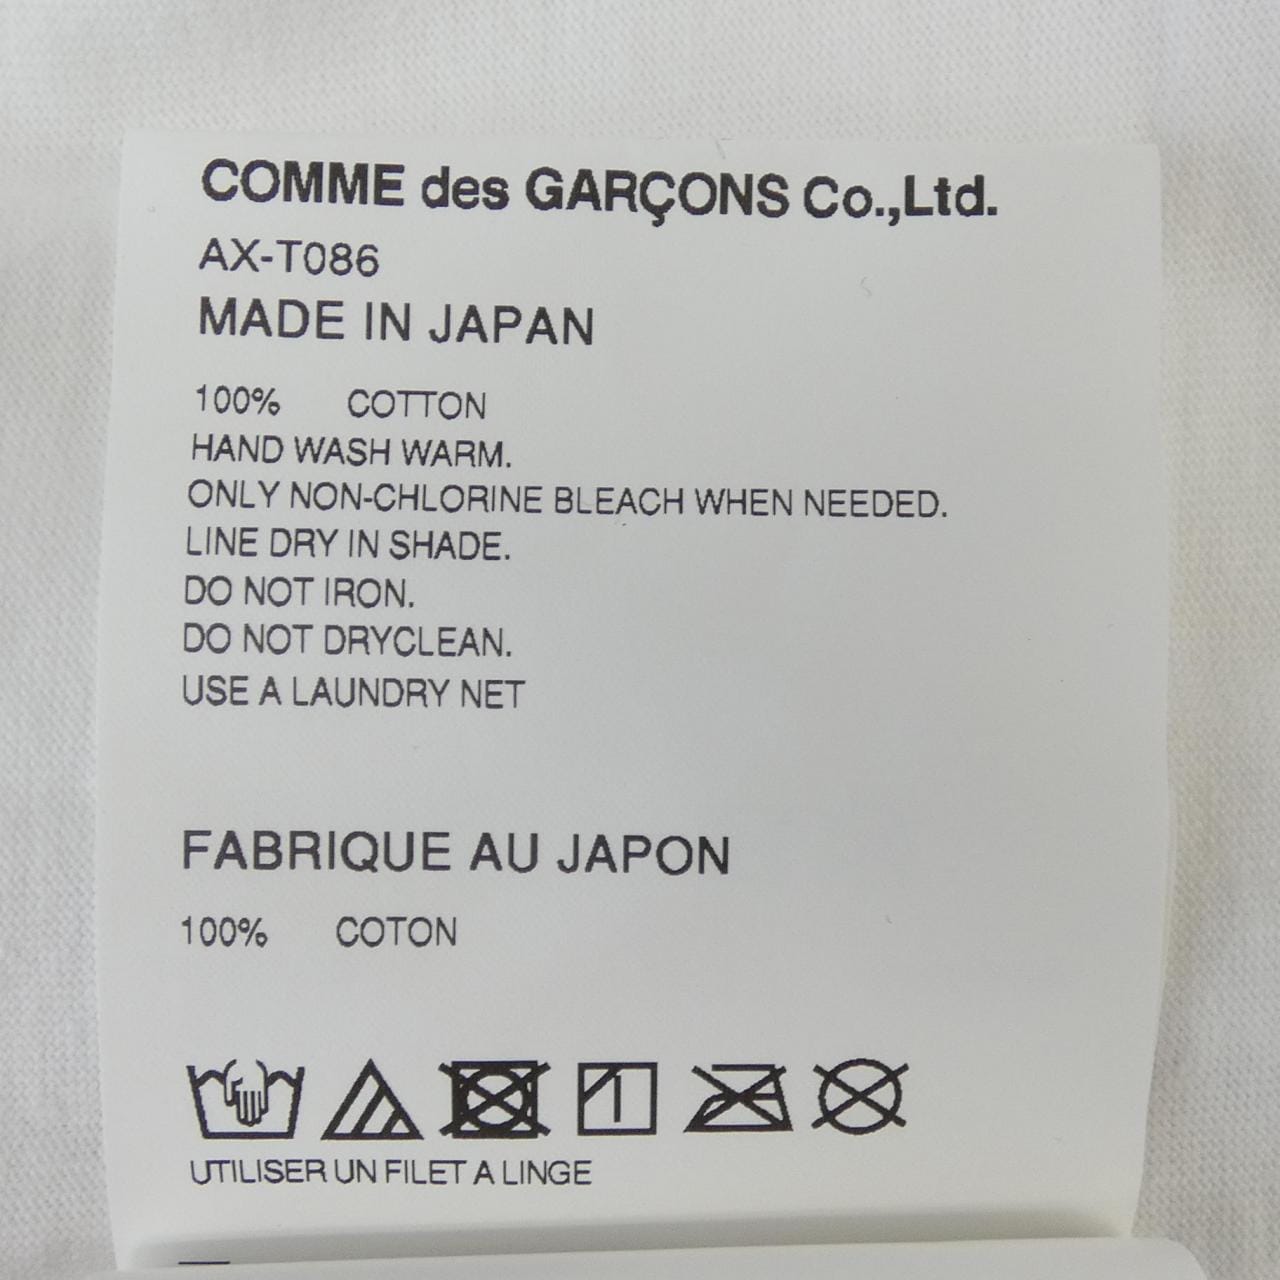 COMME des GARÇONS Co.,Ltd.
AX-T086
MADE IN JAPAN
100% COTTON
HAND WASH WARM.
ONLY NON-CHLORINE BLEACH WHEN NEEDED.
LINE DRY IN SHADE.
DO NOT IRON.
DO NOT DRYCLEAN.
USE A LAUNDRY NET
FABRIQUE AU JAPON
100% COTON
UTILISER UN FILET A LINGE